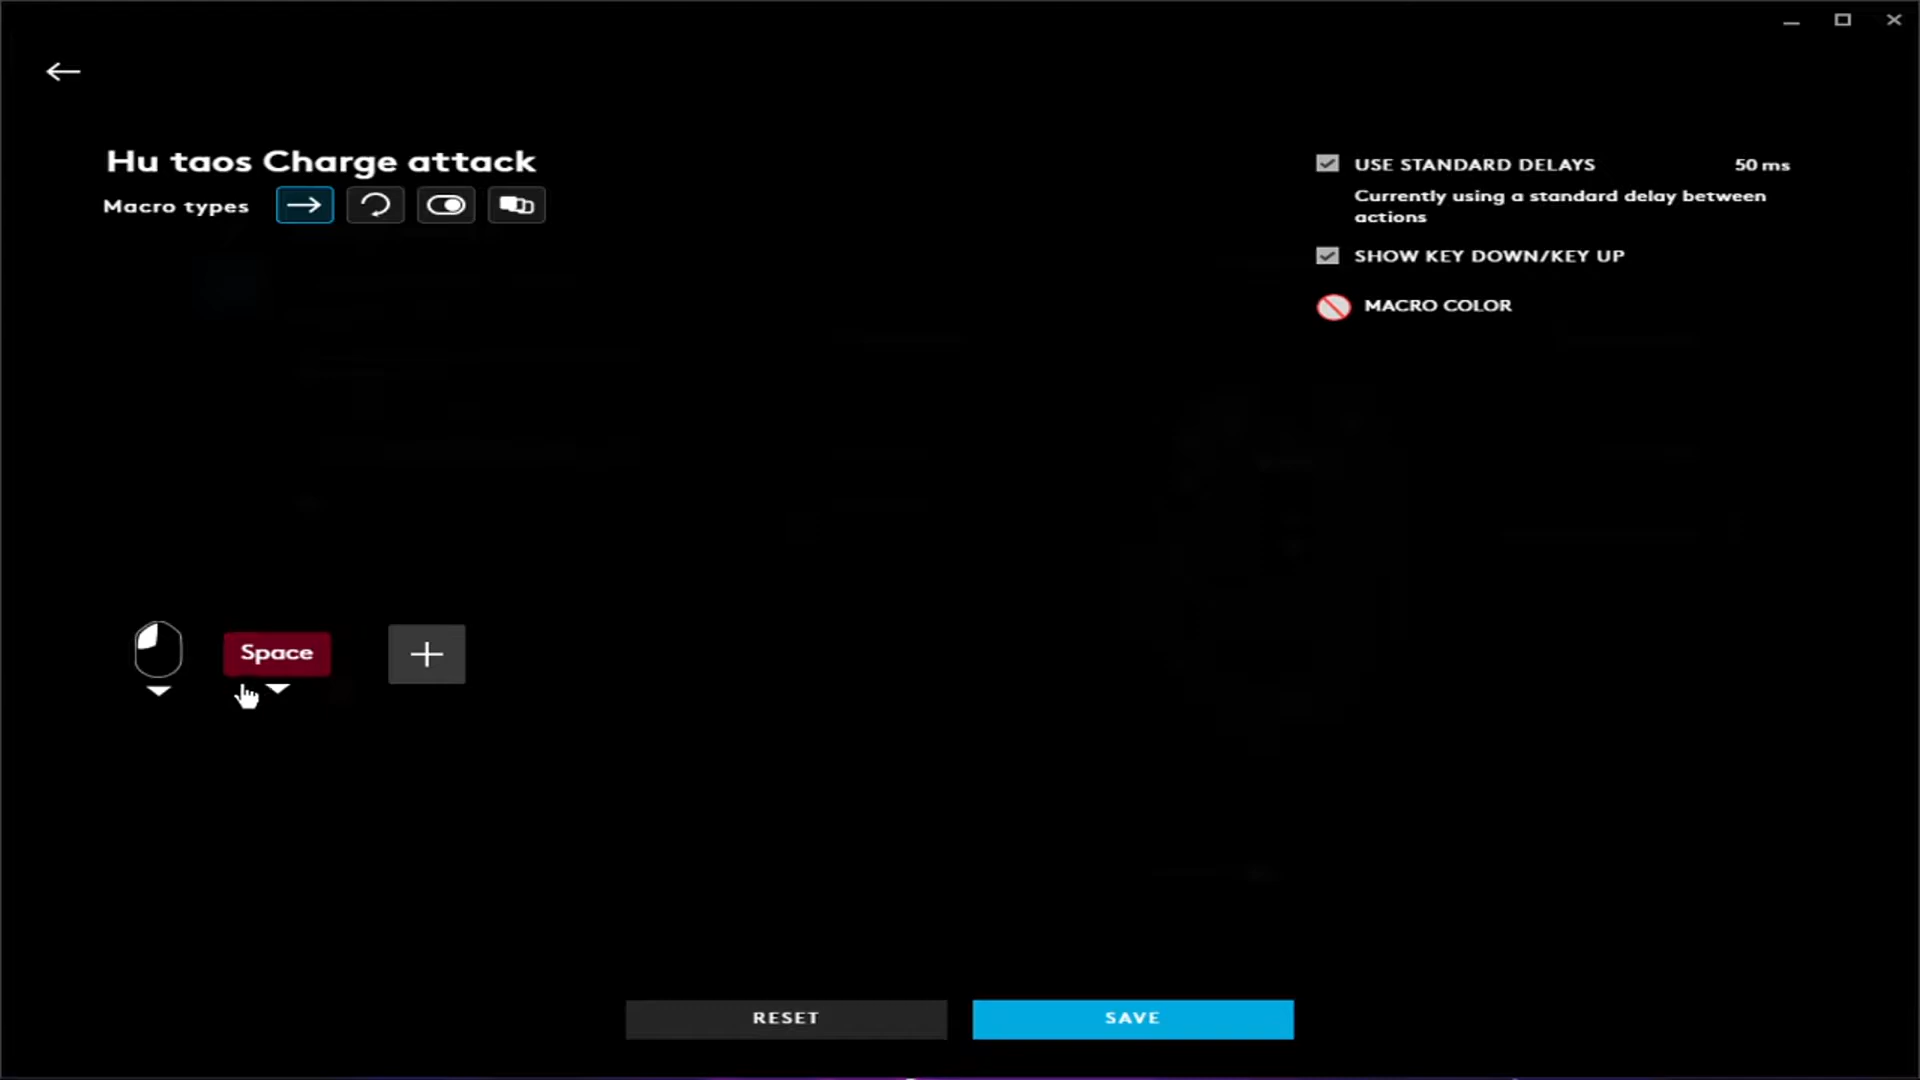 Hu taos Charge attack
Macro types
USE STANDARD DELAYS 50 ms
Currently using a standard delay between
actions
SHOW KEY DOWN/KEY UP
MACRO COLOR
Space
RESET
SAVE